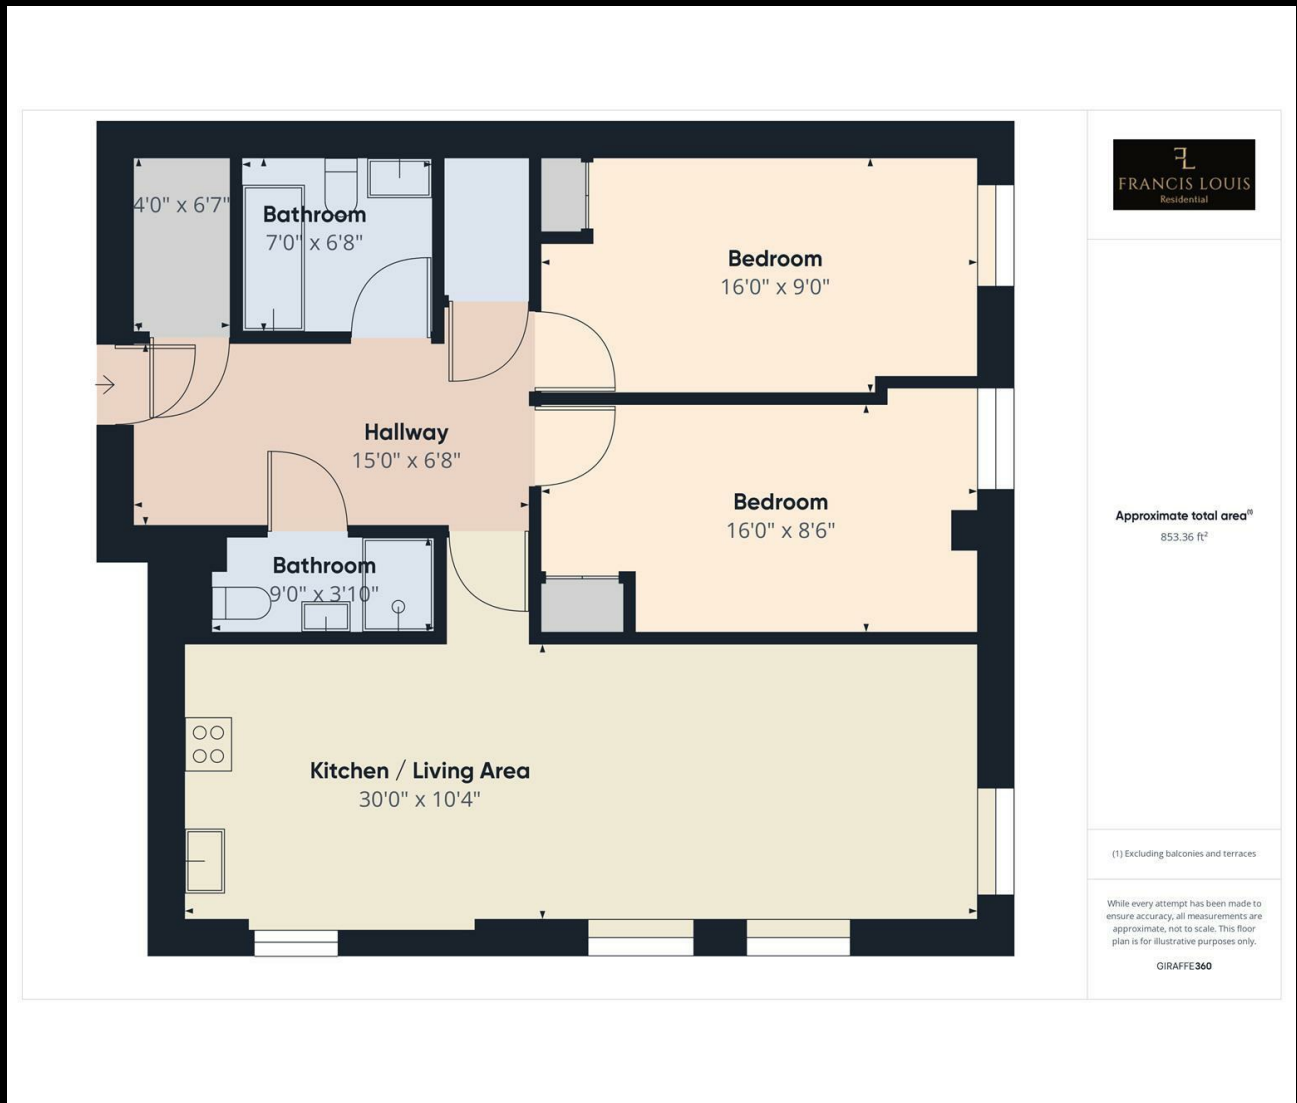 4'0" x 6'7"
Bathroom
7'0" x 6'8"
Bedroom
16'0" x 9'0"
Hallway
15'0" x 6'8"
Bedroom
16'0" x 8'6"
Bathroom
9'0" x 3'10"
Kitchen / Living Area
30'0" x 10'4"
FRANCIS LOUIS
Residential
Approximate total area⁽¹⁾
853.36 ft²
(1) Excluding balconies and terraces
While every attempt has been made to
ensure accuracy, all measurements are
approximate, not to scale. This floor
plan is for illustrative purposes only.
GIRAFFE360